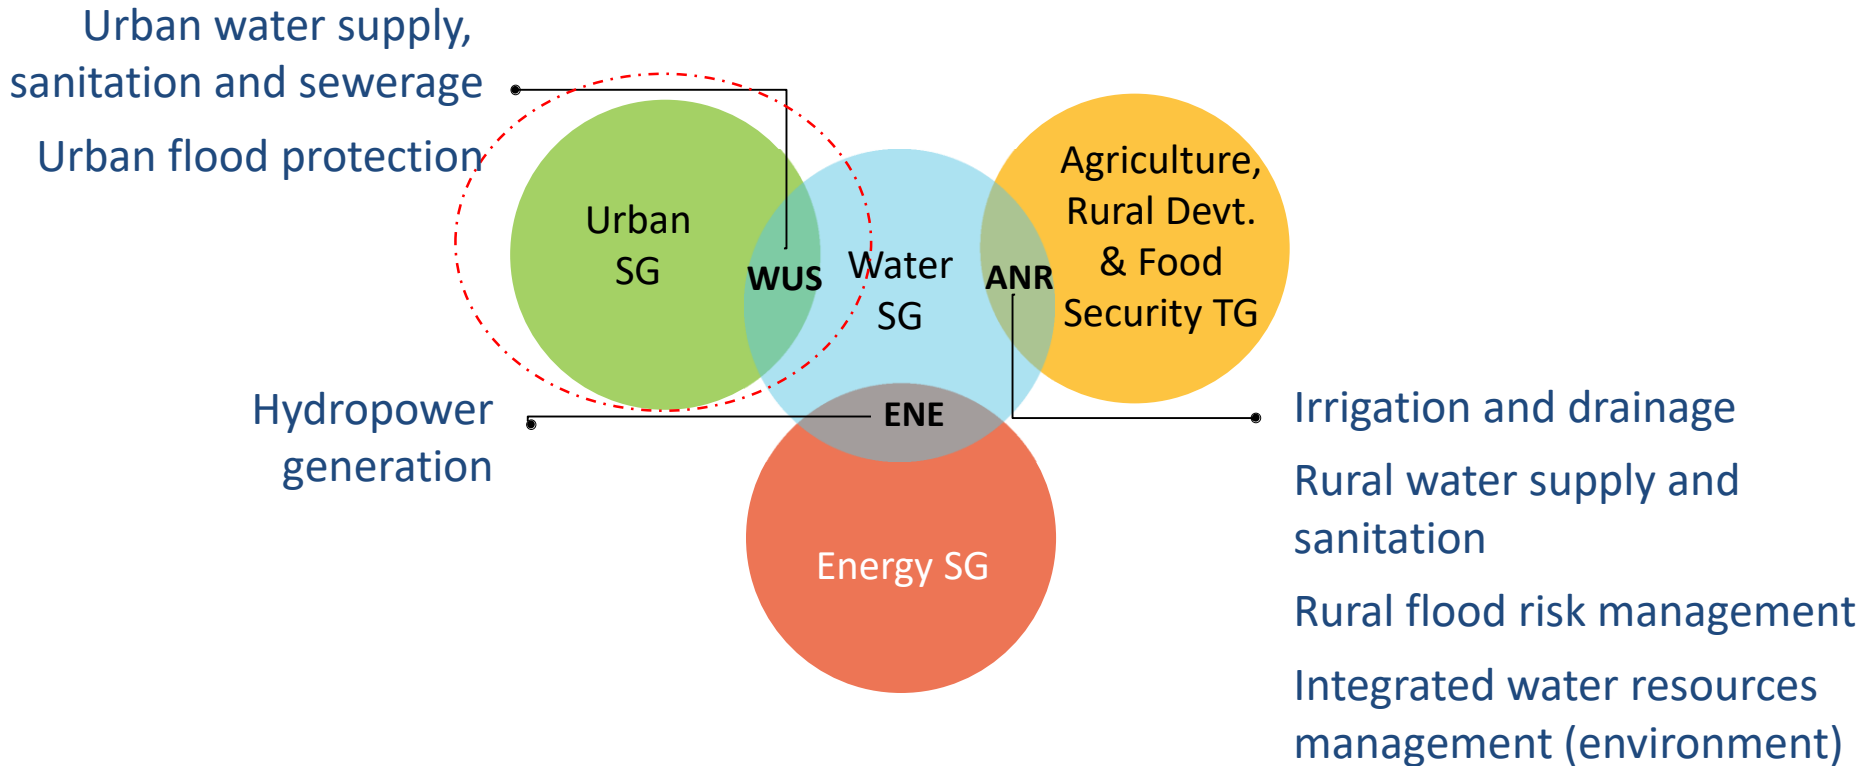 Urban water supply,
sanitation and sewerage
Urban flood protection
Urban
SG
WUS
Water
SG
ANR
Agriculture,
Rural Devt.
& Food
Security TG
Hydropower
generation
ENE
Energy SG
Irrigation and drainage
Rural water supply and
sanitation
Rural flood risk management
Integrated water resources
management (environment)